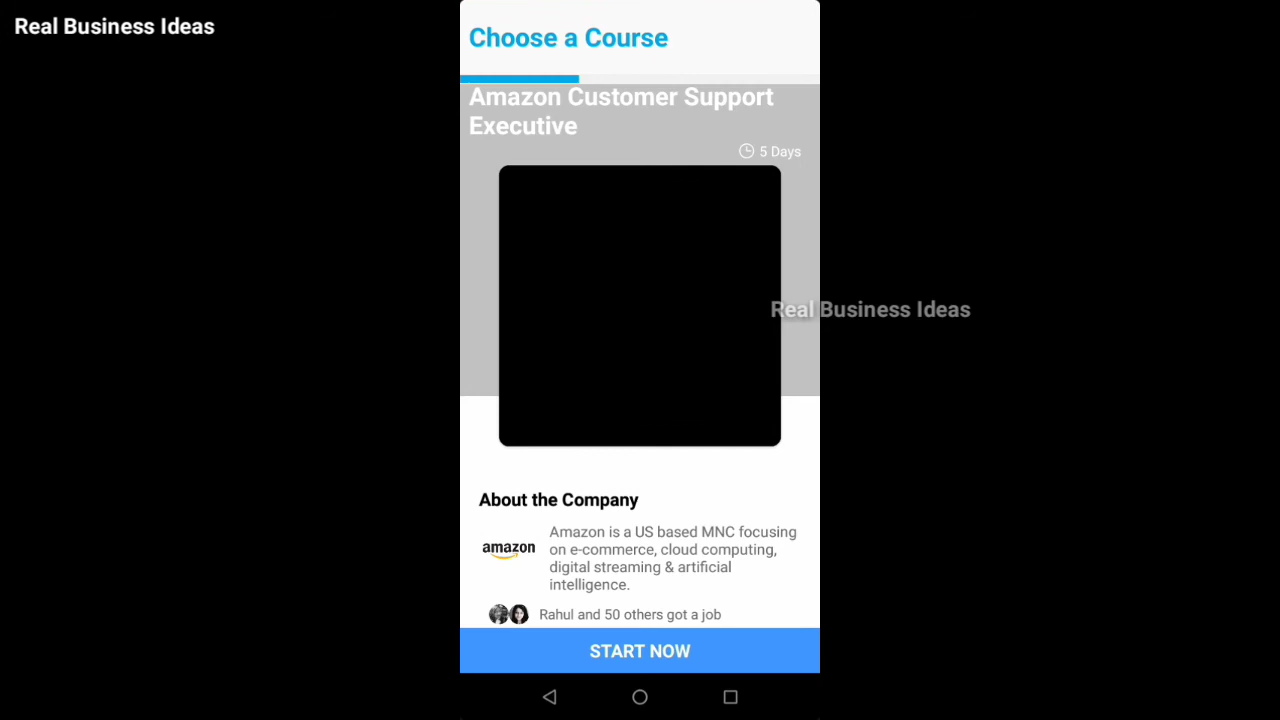 Real Business Ideas
Choose a Course
Amazon Customer Support
Executive
5 Days
Real Business Ideas
About the Company
amazon
Amazon is a US based MNC focusing
on e-commerce, cloud computing,
digital streaming & artificial
intelligence.
Rahul and 50 others got a job
START NOW